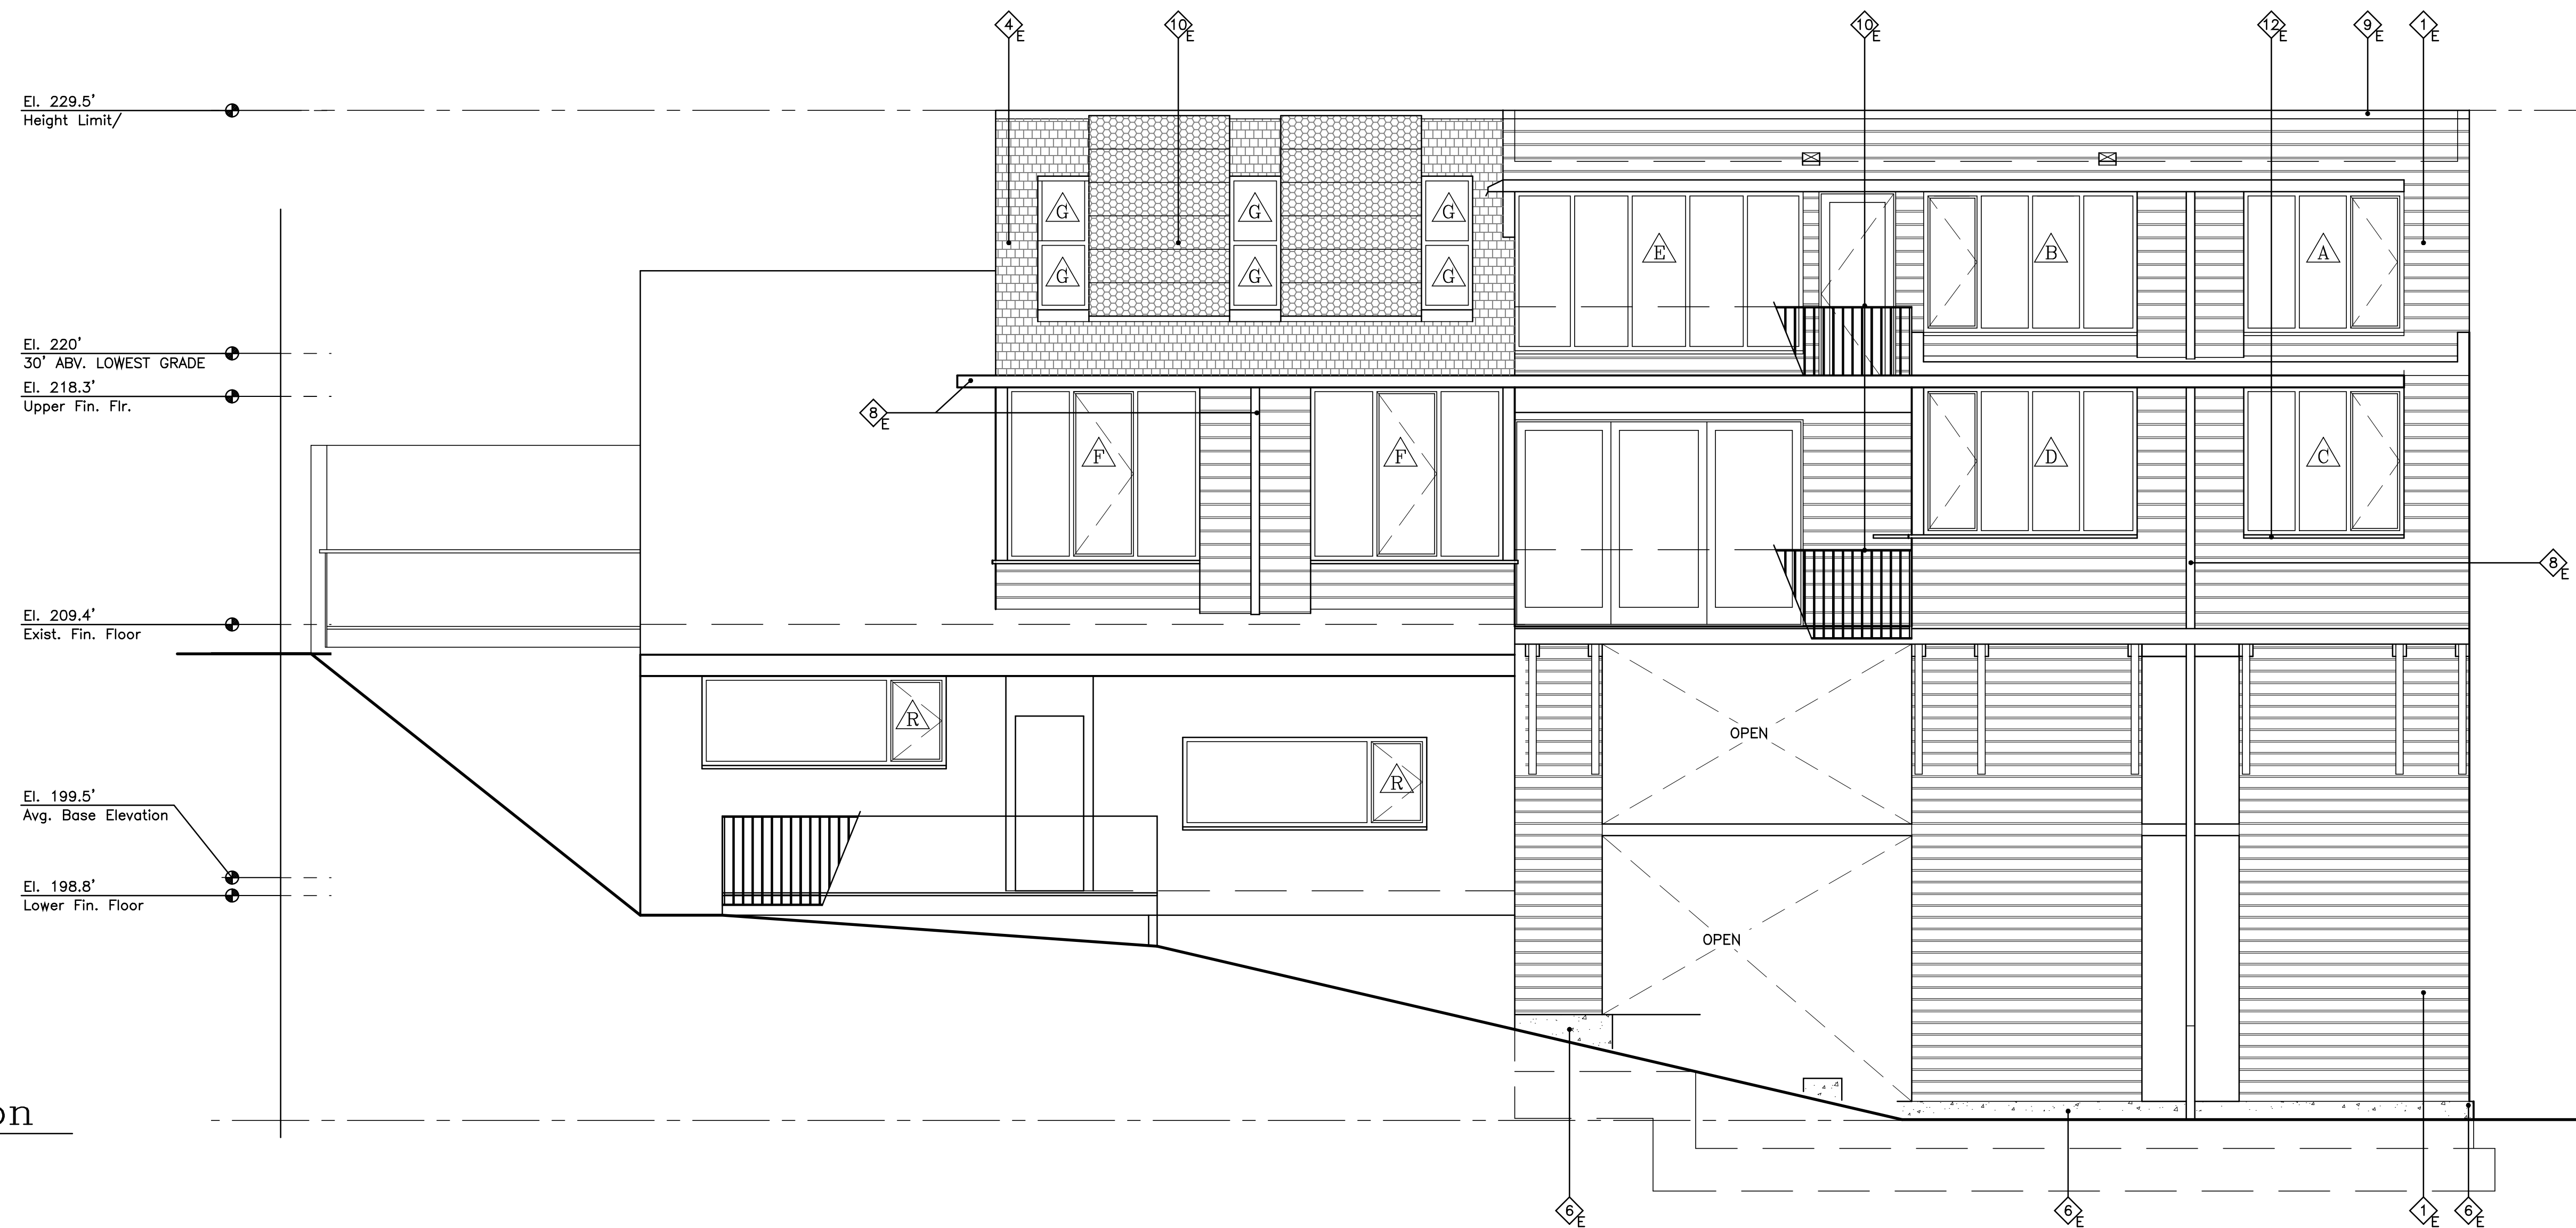 4 E
10 E
10 E
12 E
9 E
1 E
El. 229.5'
Height Limit/
G G G
E B A
G G G
El. 220'
30' ABV. LOWEST GRADE
El. 218.3'
Upper Fin. Flr.
8 E
F F D C
8 E
El. 209.4'
Exist. Fin. Floor
R
OPEN
R
El. 199.5'
Avg. Base Elevation
El. 198.8'
Lower Fin. Floor
OPEN
on
6 E
6 E
1 E
6 E